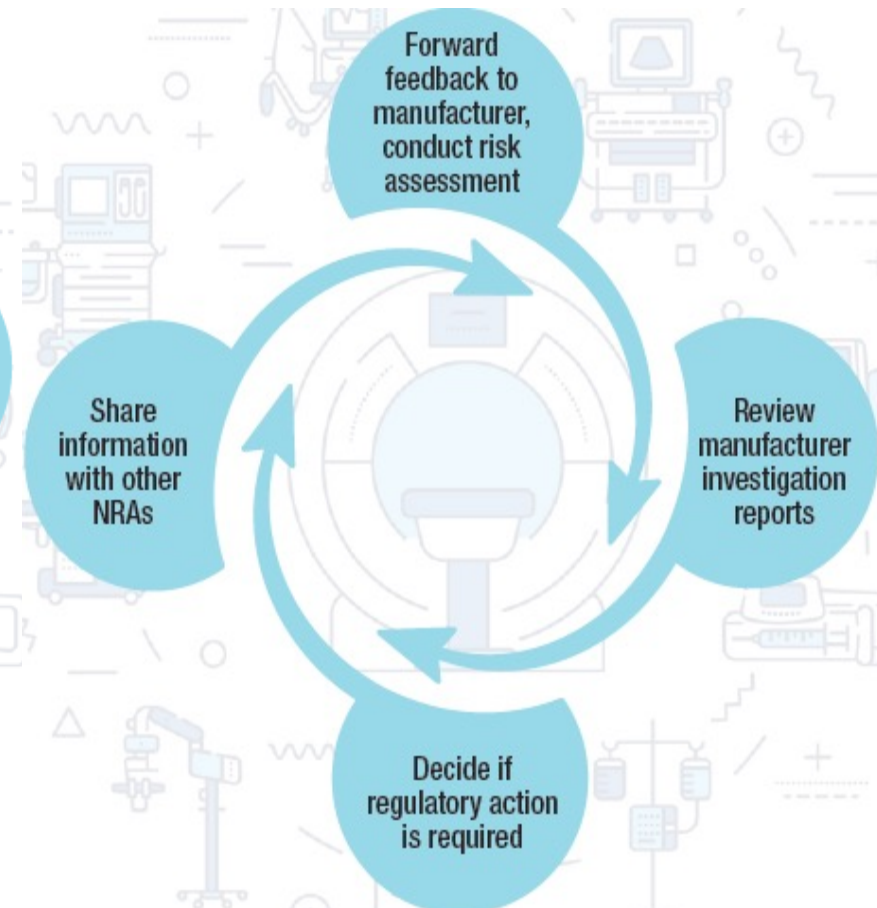 Forward
feedback to
manufacturer,
conduct risk
assessment
Share
information
with other
NRAs
Review
manufacturer
investigation
reports
Decide if
regulatory action
is required